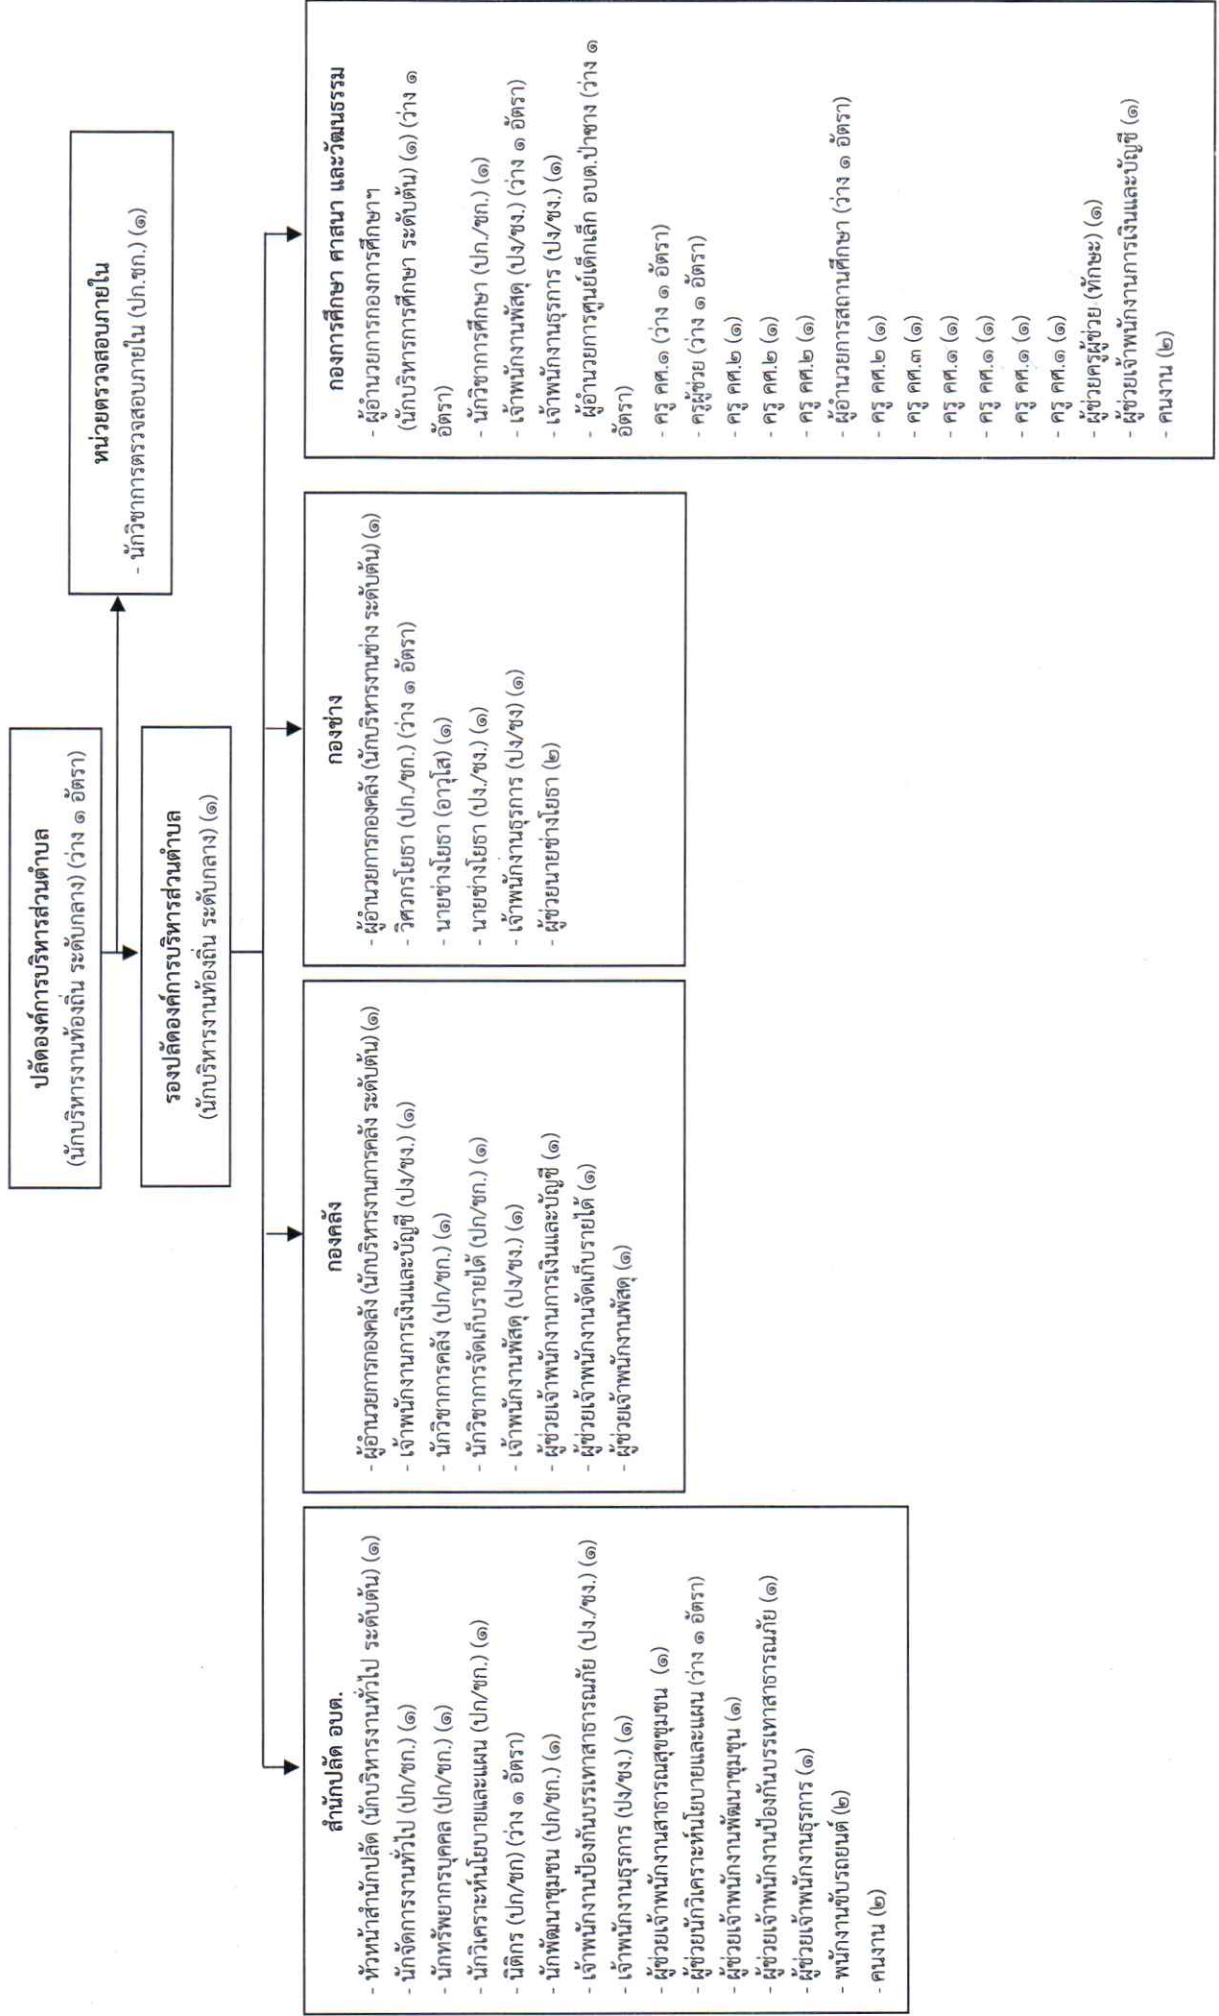 ปลัดองค์การบริหารส่วนตำบล
(นักบริหารงานท้องถิ่น ระดับกลาง) (ว่าง ๑ อัตรา)
หน่วยตรวจสอบภายใน
- นักวิชาการตรวจสอบภายใน (ปก.ชก.) (๑)
รองปลัดองค์การบริหารส่วนตำบล
(นักบริหารงานท้องถิ่น ระดับกลาง) (๑)
สำนักปลัด อบต.
- หัวหน้าสำนักปลัด (นักบริหารงานทั่วไป ระดับต้น) (๑)
- นักจัดการงานทั่วไป (ปก/ชก.) (๑)
- นักทรัพยากรบุคคล (ปก/ชก.) (๑)
- นักวิเคราะห์นโยบายและแผน (ปก/ชก.) (๑)
- นิติกร (ปก/ชก) (ว่าง ๑ อัตรา)
- นักพัฒนาชุมชน (ปก/ชก.) (๑)
- เจ้าพนักงานป้องกันบรรเทาสาธารณภัย (ปง./ชง.) (๑)
- เจ้าพนักงานธุรการ (ปง/ชง.) (๑)
- ผู้ช่วยเจ้าพนักงานสาธารณสุขชุมชน (๑)
- ผู้ช่วยนักวิเคราะห์นโยบายและแผน (ว่าง ๑ อัตรา)
- ผู้ช่วยเจ้าพนักงานพัฒนาชุมชน (๑)
- ผู้ช่วยเจ้าพนักงานป้องกันบรรเทาสาธารณภัย (๑)
- ผู้ช่วยเจ้าพนักงานธุรการ (๑)
- พนักงานขับรถยนต์ (๒)
- คนงาน (๒)
กองคลัง
- ผู้อำนวยการกองคลัง (นักบริหารงานการคลัง ระดับต้น) (๑)
- เจ้าพนักงานการเงินและบัญชี (ปง/ชง.) (๑)
- นักวิชาการคลัง (ปก/ชก.) (๑)
- นักวิชาการจัดเก็บรายได้ (ปก/ชก.) (๑)
- เจ้าพนักงานพัสดุ (ปง/ชง.) (๑)
- ผู้ช่วยเจ้าพนักงานการเงินและบัญชี (๑)
- ผู้ช่วยเจ้าพนักงานจัดเก็บรายได้ (๑)
- ผู้ช่วยเจ้าพนักงานพัสดุ (๑)
กองช่าง
- ผู้อำนวยการกองคลัง (นักบริหารงานช่าง ระดับต้น) (๑)
- วิศวกรโยธา (ปก./ชก.) (ว่าง ๑ อัตรา)
- นายช่างโยธา (อาวุโส) (๑)
- นายช่างโยธา (ปง./ชง.) (๑)
- เจ้าพนักงานธุรการ (ปง/ชง) (๑)
- ผู้ช่วยนายช่างโยธา (๒)
กองการศึกษา ศาสนา และวัฒนธรรม
- ผู้อำนวยการกองการศึกษาฯ
(นักบริหารการศึกษา ระดับต้น) (๑) (ว่าง ๑
อัตรา)
- นักวิชาการศึกษา (ปก./ชก.) (๑)
- เจ้าพนักงานพัสดุ (ปง/ชง.) (ว่าง ๑ อัตรา)
- เจ้าพนักงานธุรการ (ปง/ชง.) (๑)
- ผู้อำนวยการศูนย์เด็กเล็ก อบต.ป่าซาง (ว่าง ๑
อัตรา)
- ครู คศ.๑ (ว่าง ๑ อัตรา)
- ครูผู้ช่วย (ว่าง ๑ อัตรา)
- ครู คศ.๒ (๑)
- ครู คศ.๒ (๑)
- ครู คศ.๒ (๑)
- ผู้อำนวยการสถานศึกษา (ว่าง ๑ อัตรา)
- ครู คศ.๒ (๑)
- ครู คศ.๓ (๑)
- ครู คศ.๑ (๑)
- ครู คศ.๑ (๑)
- ครู คศ.๑ (๑)
- ครู คศ.๑ (๑)
- ผู้ช่วยครูผู้ช่วย (ทักษะ) (๑)
- ผู้ช่วยเจ้าพนักงานการเงินและบัญชี (๑)
- คนงาน (๒)